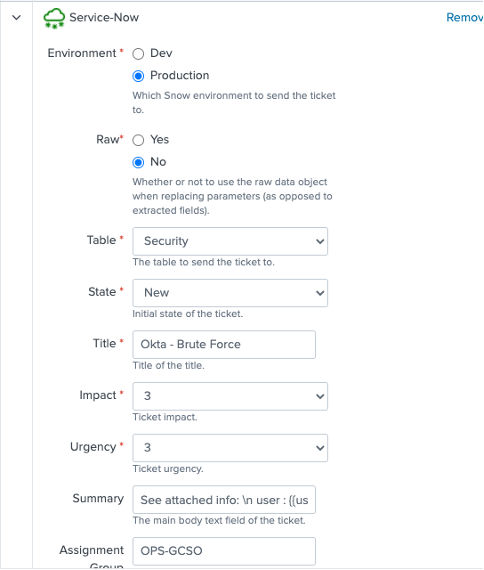 Service-Now
Remov
Environment *
Dev
Production
Which Snow environment to send the ticket
to.
Raw*
Yes
No
Whether or not to use the raw data object
when replacing parameters (as opposed to
extracted fields).
Table *
Security
The table to send the ticket to.
State *
New
Initial state of the ticket.
Title *
Okta - Brute Force
Title of the title.
Impact *
3
Ticket impact.
Urgency *
3
Ticket urgency.
Summary
See attached info: \n user : {{us
The main body text field of the ticket.
Assignment
Group
OPS-GCSO